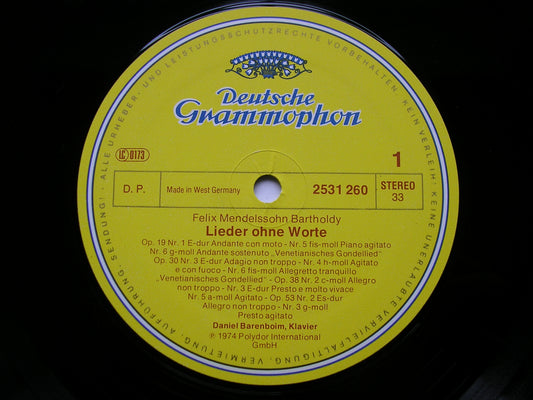 · ALLE URHEBER- UND LEISTUNGSSCHUTZRECHTE VORBEHALTEN · KEIN VERLEIH! KEINE UNERLAUBTE VERVIELFÄLTIGUNG, VERMIETUNG, AUFFÜHRUNG, SENDUNG!
Deutsche
Grammophon
LC 0173
1
D. P.
Made in West Germany
2531 260
STEREO
33
Felix Mendelssohn Bartholdy
Lieder ohne Worte
Op. 19 Nr. 1 E-dur Andante con moto - Nr. 5 fis-moll Piano agitato
Nr. 6 g-moll Andante sostenuto „Venetianisches Gondellied"
Op. 30 Nr. 3 E-dur Adagio non troppo - Nr. 4 h-moll Agitato
e con fuoco - Nr. 6 fis-moll Allegretto tranquillo
„Venetianisches Gondellied" - Op. 38 Nr. 2 c-moll Allegro
non troppo - Nr. 3 E-dur Presto e molto vivace
Nr. 5 a-moll Agitato - Op. 53 Nr. 2 Es-dur
Allegro non troppo - Nr. 3 g-moll
Presto agitato
Daniel Barenboim, Klavier
℗ 1974 Polydor International
GmbH